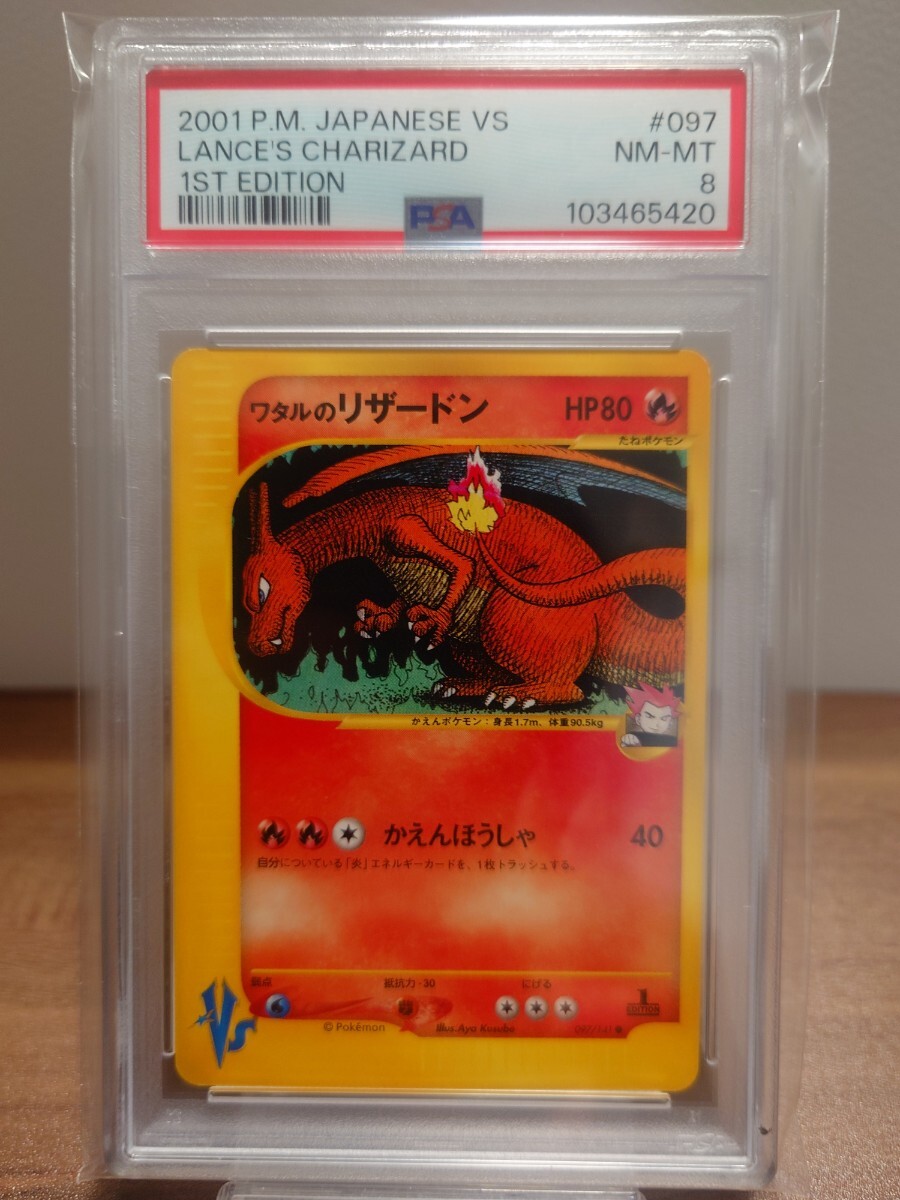 2001 P.M. JAPANESE VS #097
LANCE'S CHARIZARD NM-MT
1ST EDITION 8
PSA 103465420
ワタルのリザードン HP80
たねポケモン
かえんポケモン：身長1.7m、体重90.5kg
かえんほうしゃ 40
自分についている「炎」エネルギーカードを、1枚トラッシュする。
弱点 抵抗力-30 にげる
1
EDITION
VS
© Pokémon Illus.Aya Kusube 097/141